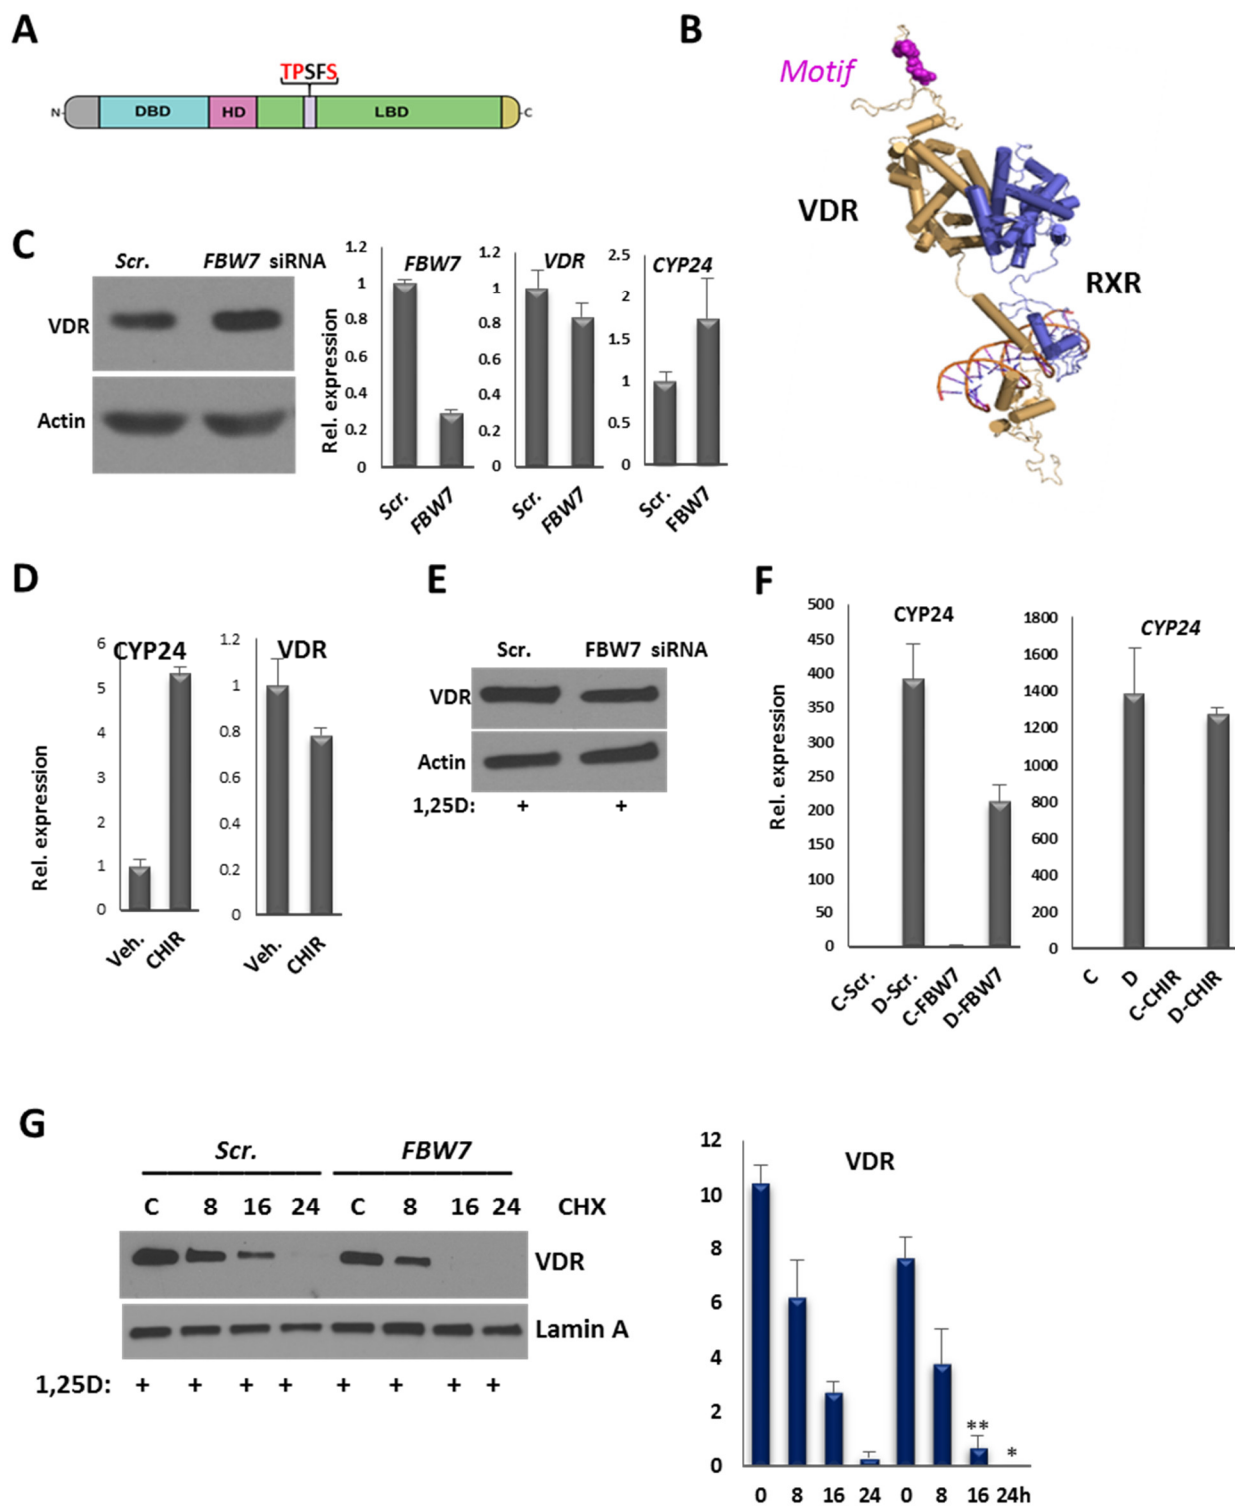 A
TPSFS
N
DBD
HD
LBD
C
B
Motif
VDR
RXR
C
Scr.
FBW7 siRNA
VDR
Actin
Rel. expression
1.2
1
0.8
0.6
0.4
0.2
0
FBW7
Scr.
FBW7
1.2
1
0.8
0.6
0.4
0.2
0
VDR
Scr.
FBW7
2.5
2
1.5
1
0.5
0
CYP24
Scr.
FBW7
D
Rel. expression
6
5
4
3
2
1
0
CYP24
Veh.
CHIR
1.2
1
0.8
0.6
0.4
0.2
0
VDR
Veh.
CHIR
E
Scr.
FBW7 siRNA
VDR
Actin
1,25D: + +
F
Rel. expression
500
450
400
350
300
250
200
150
100
50
0
CYP24
C-Scr.
D-Scr.
C-FBW7
D-FBW7
1800
1600
1400
1200
1000
800
600
400
200
0
CYP24
C
D
C-CHIR
D-CHIR
G
Scr.
FBW7
C 8 16 24 C 8 16 24 CHX
VDR
Lamin A
1,25D: + + + + + + + +
12
10
8
6
4
2
0
VDR
**
*
0 8 16 24 0 8 16 24h